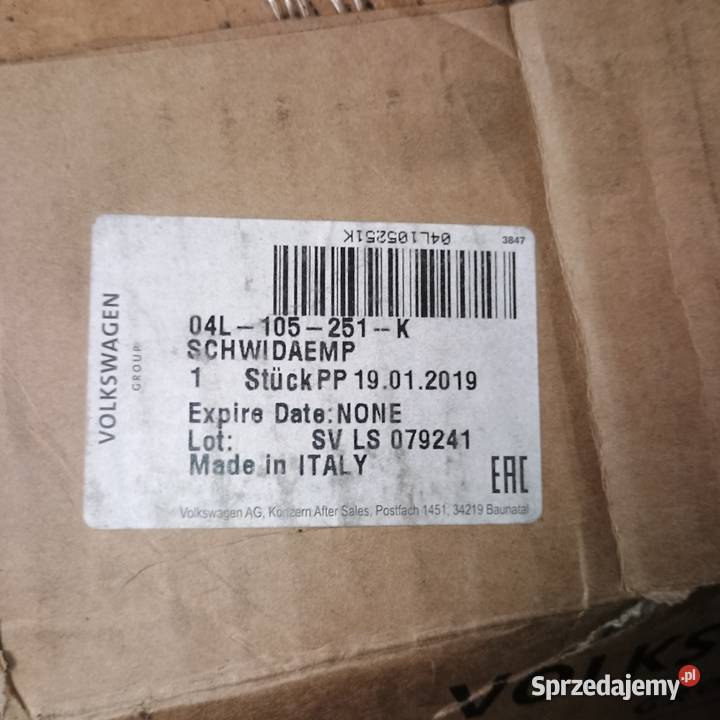 04L105251K
3847
VOLKSWAGEN
GROUP
04L-105-251--K
SCHWIDAEMP
1 Stück PP 19.01.2019
Expire Date: NONE
Lot: SV LS 079241
Made in ITALY
EAC
Volkswagen AG, Konzern After Sales, Postfach 1451, 34219 Baunatal
VOLKS
Sprzedajemy.pl